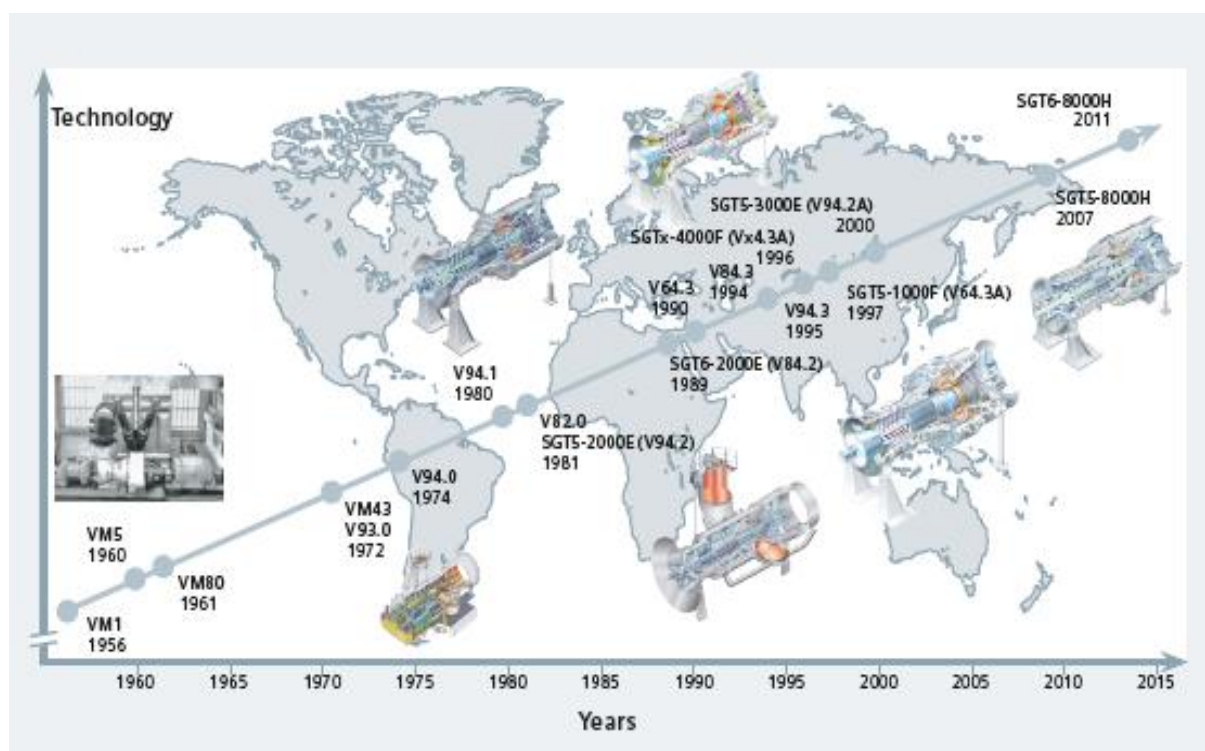 Technology
SGT6-8000H
2011
SGT5-8000H
2007
SGT5-3000E (V94.2A)
2000
SGTx-4000F (Vx4.3A)
1996
SGT5-1000F (V64.3A)
1997
V84.3
1994
V94.3
1995
V64.3
1990
SGT6-2000E (V84.2)
1989
V94.1
1980
V82.0
SGT5-2000E (V94.2)
1981
V94.0
1974
VM43
V93.0
1972
VM5
1960
VM80
1961
VM1
1956
1960 1965 1970 1975 1980 1985 1990 1995 2000 2005 2010 2015
Years